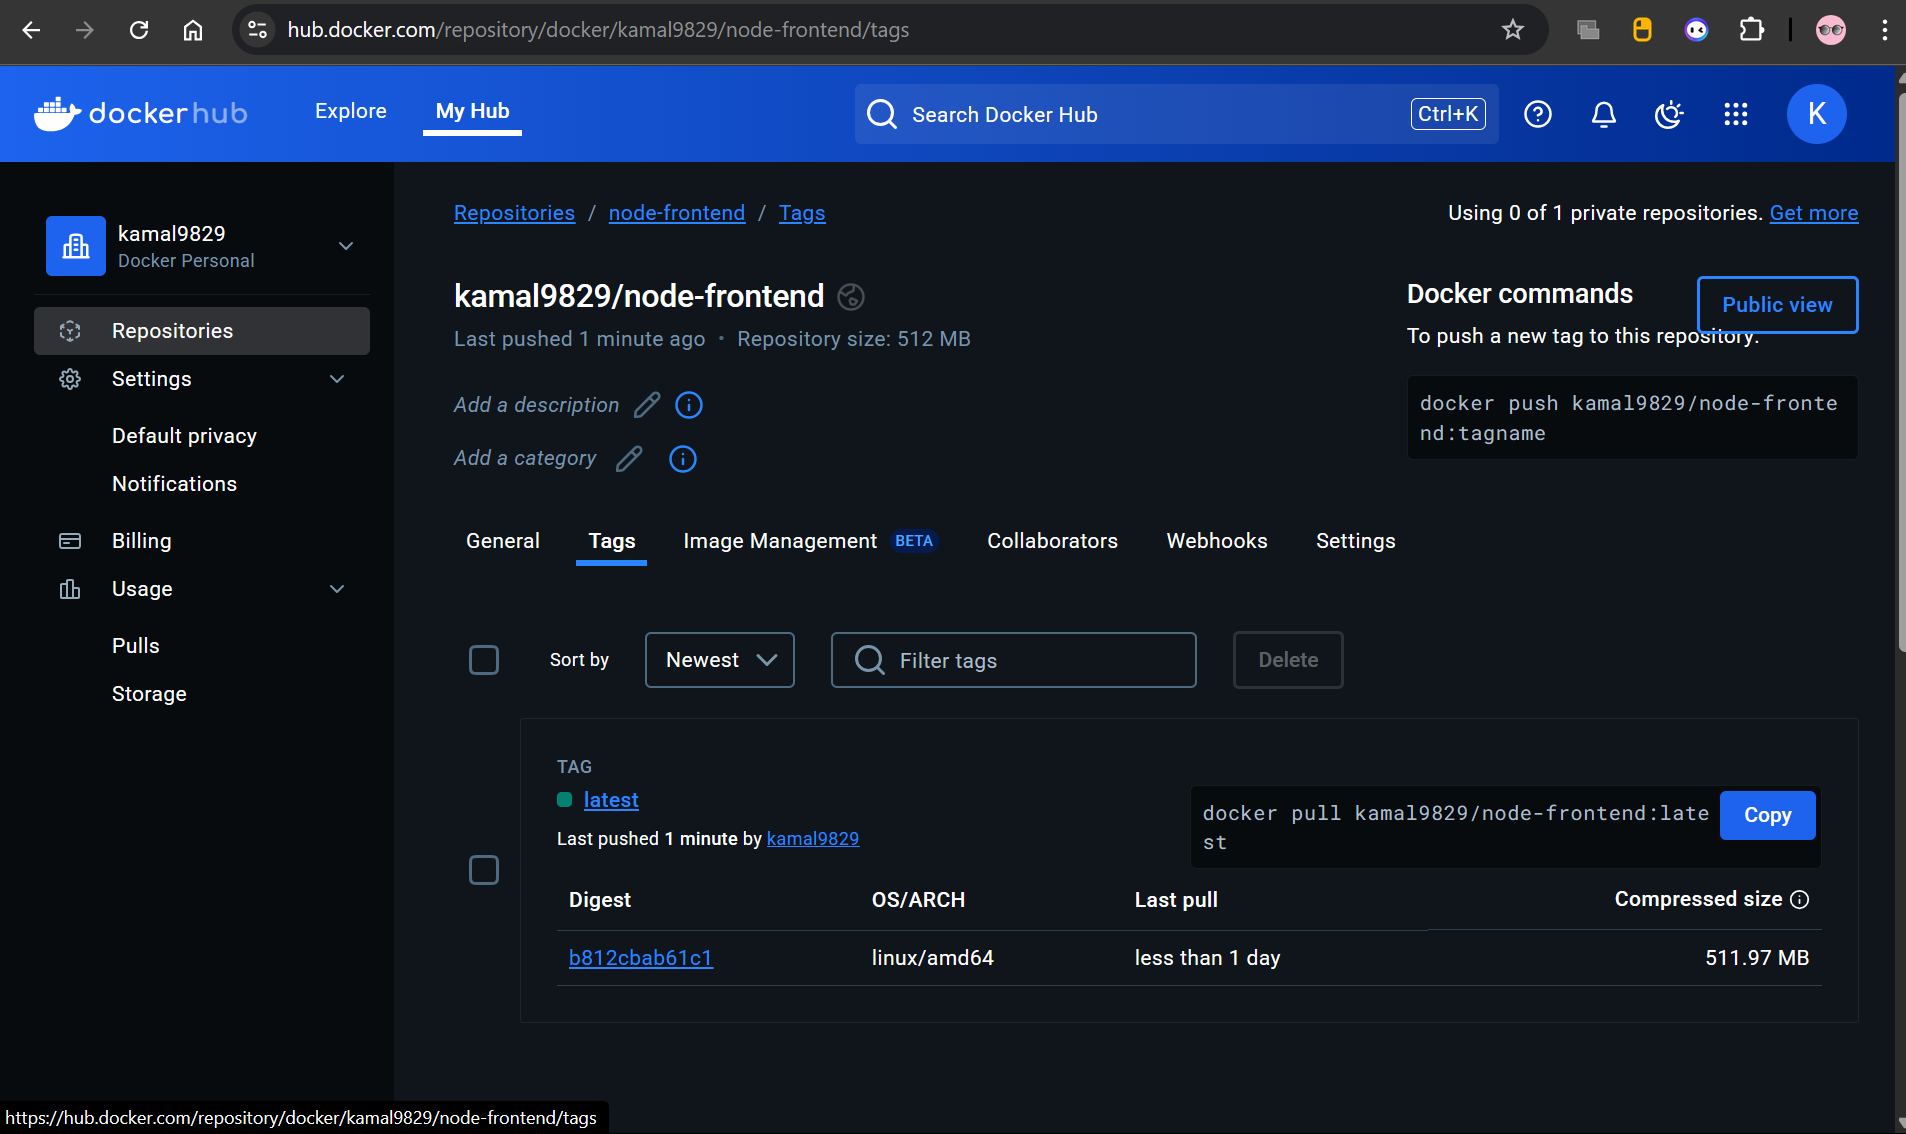 hub.docker.com/repository/docker/kamal9829/node-frontend/tags
dockerhub
Explore
My Hub
Search Docker Hub
Ctrl+K
K
kamal9829
Docker Personal
Repositories
Settings
Default privacy
Notifications
Billing
Usage
Pulls
Storage
Repositories / node-frontend / Tags
Using 0 of 1 private repositories. Get more
kamal9829/node-frontend
Last pushed 1 minute ago • Repository size: 512 MB
Add a description
Add a category
Docker commands
Public view
To push a new tag to this repository:
docker push kamal9829/node-fronte
nd:tagname
General
Tags
Image Management BETA
Collaborators
Webhooks
Settings
Sort by
Newest
Filter tags
Delete
TAG
latest
Last pushed 1 minute by kamal9829
docker pull kamal9829/node-frontend:late
st
Copy
Digest OS/ARCH Last pull Compressed size
b812cbab61c1 linux/amd64 less than 1 day 511.97 MB
https://hub.docker.com/repository/docker/kamal9829/node-frontend/tags